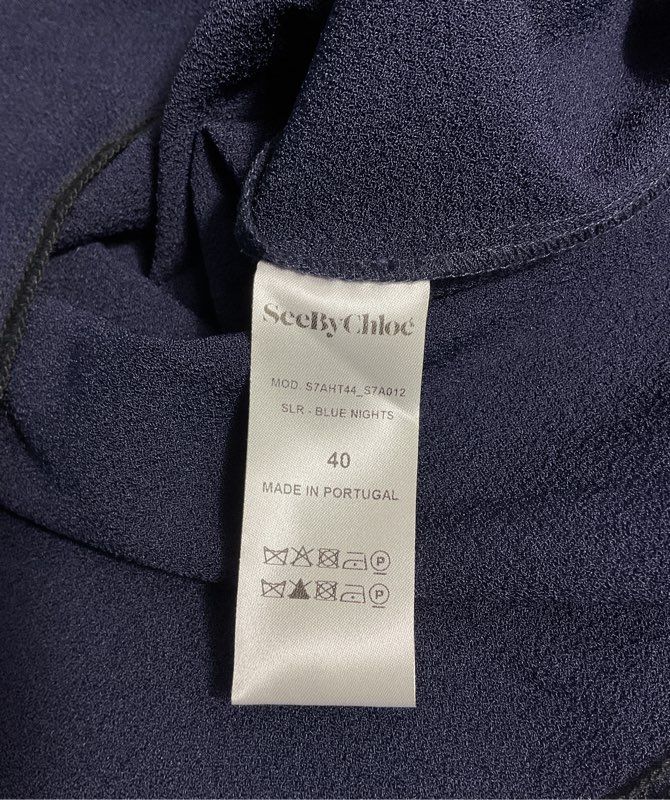 SeeByChloé
MOD. S7AHT44_S7A012
SLR - BLUE NIGHTS
40
MADE IN PORTUGAL
P
P